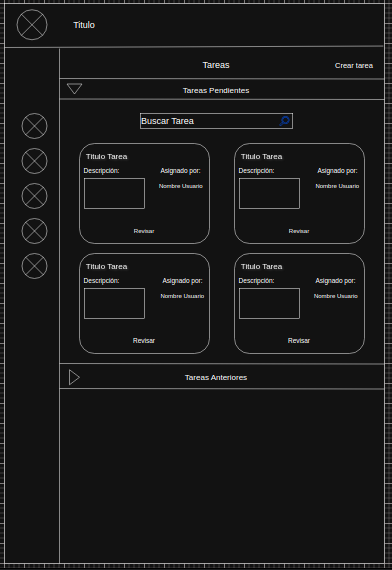 Titulo
Tareas
Crear tarea
Tareas Pendientes
Buscar Tarea
Titulo Tarea
Descripción:
Asignado por:
Nombre Usuario
Revisar
Titulo Tarea
Descripción:
Asignado por:
Nombre Usuario
Revisar
Titulo Tarea
Descripción:
Asignado por:
Nombre Usuario
Revisar
Titulo Tarea
Descripción:
Asignado por:
Nombre Usuario
Revisar
Tareas Anteriores